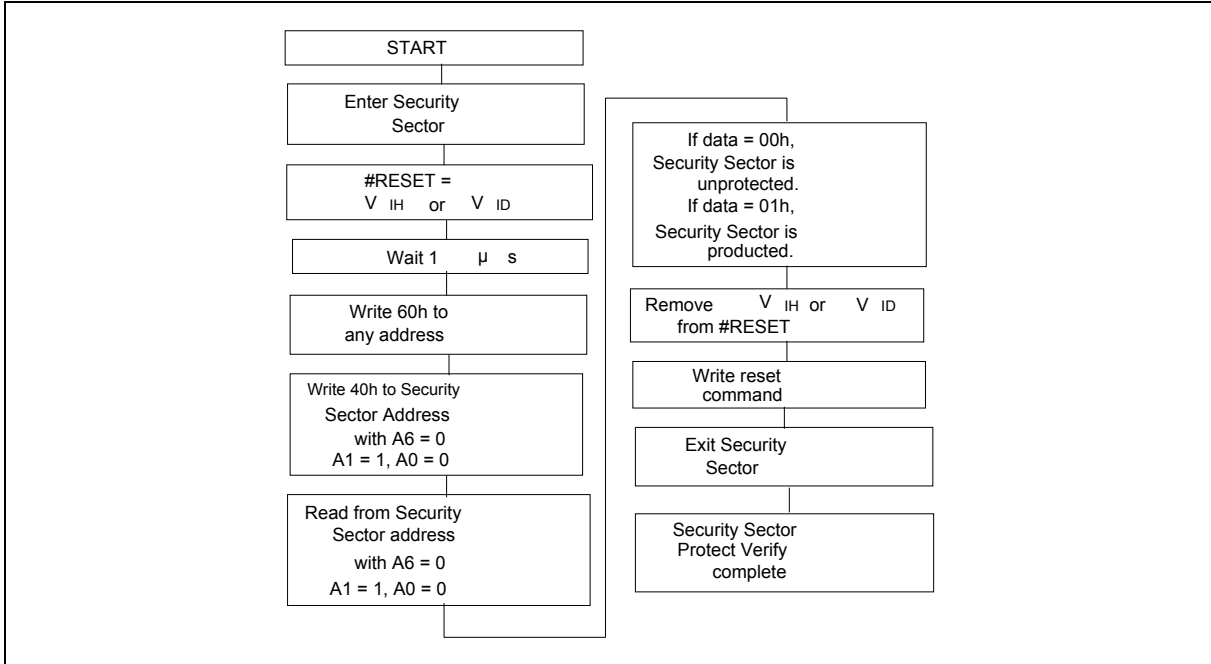 START
Enter Security
Sector
#RESET =
V IH or V ID
Wait 1 µ s
Write 60h to
any address
Write 40h to Security
Sector Address
with A6 = 0
A1 = 1, A0 = 0
Read from Security
Sector address
with A6 = 0
A1 = 1, A0 = 0
If data = 00h,
Security Sector is
unprotected.
If data = 01h,
Security Sector is
producted.
Remove V IH or V ID
from #RESET
Write reset
command
Exit Security
Sector
Security Sector
Protect Verify
complete